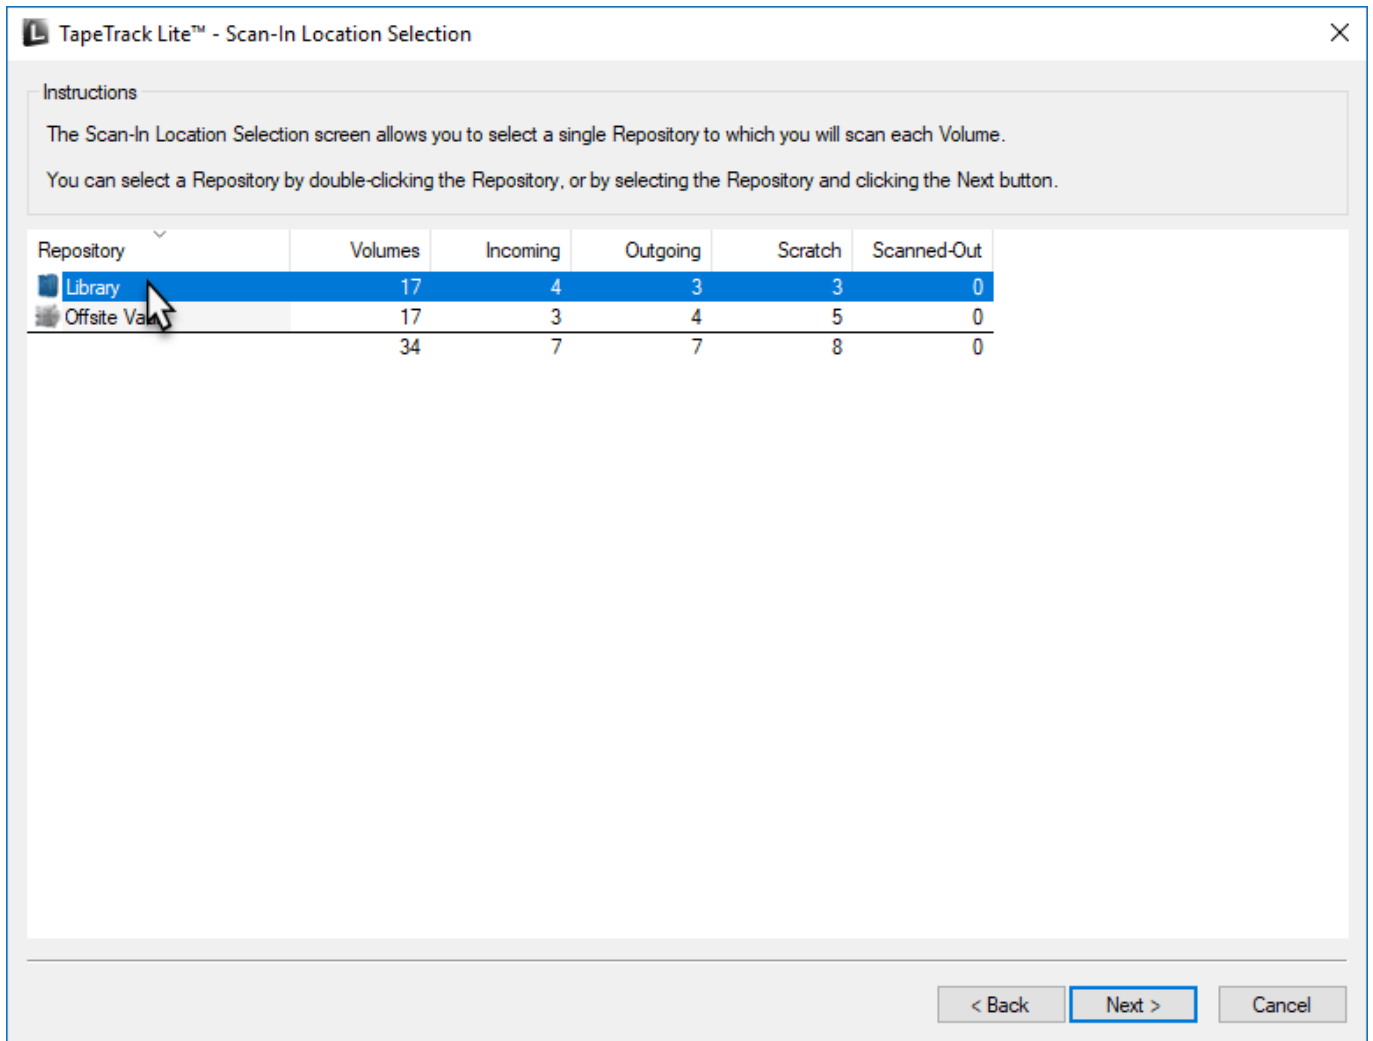 TapeTrack Lite™ - Scan-In Location Selection
Instructions
The Scan-In Location Selection screen allows you to select a single Repository to which you will scan each Volume.
You can select a Repository by double-clicking the Repository, or by selecting the Repository and clicking the Next button.
Repository Volumes Incoming Outgoing Scratch Scanned-Out
Library 17 4 3 3 0
Offsite 17 3 4 5 0
34 7 7 8 0
< Back Next > Cancel